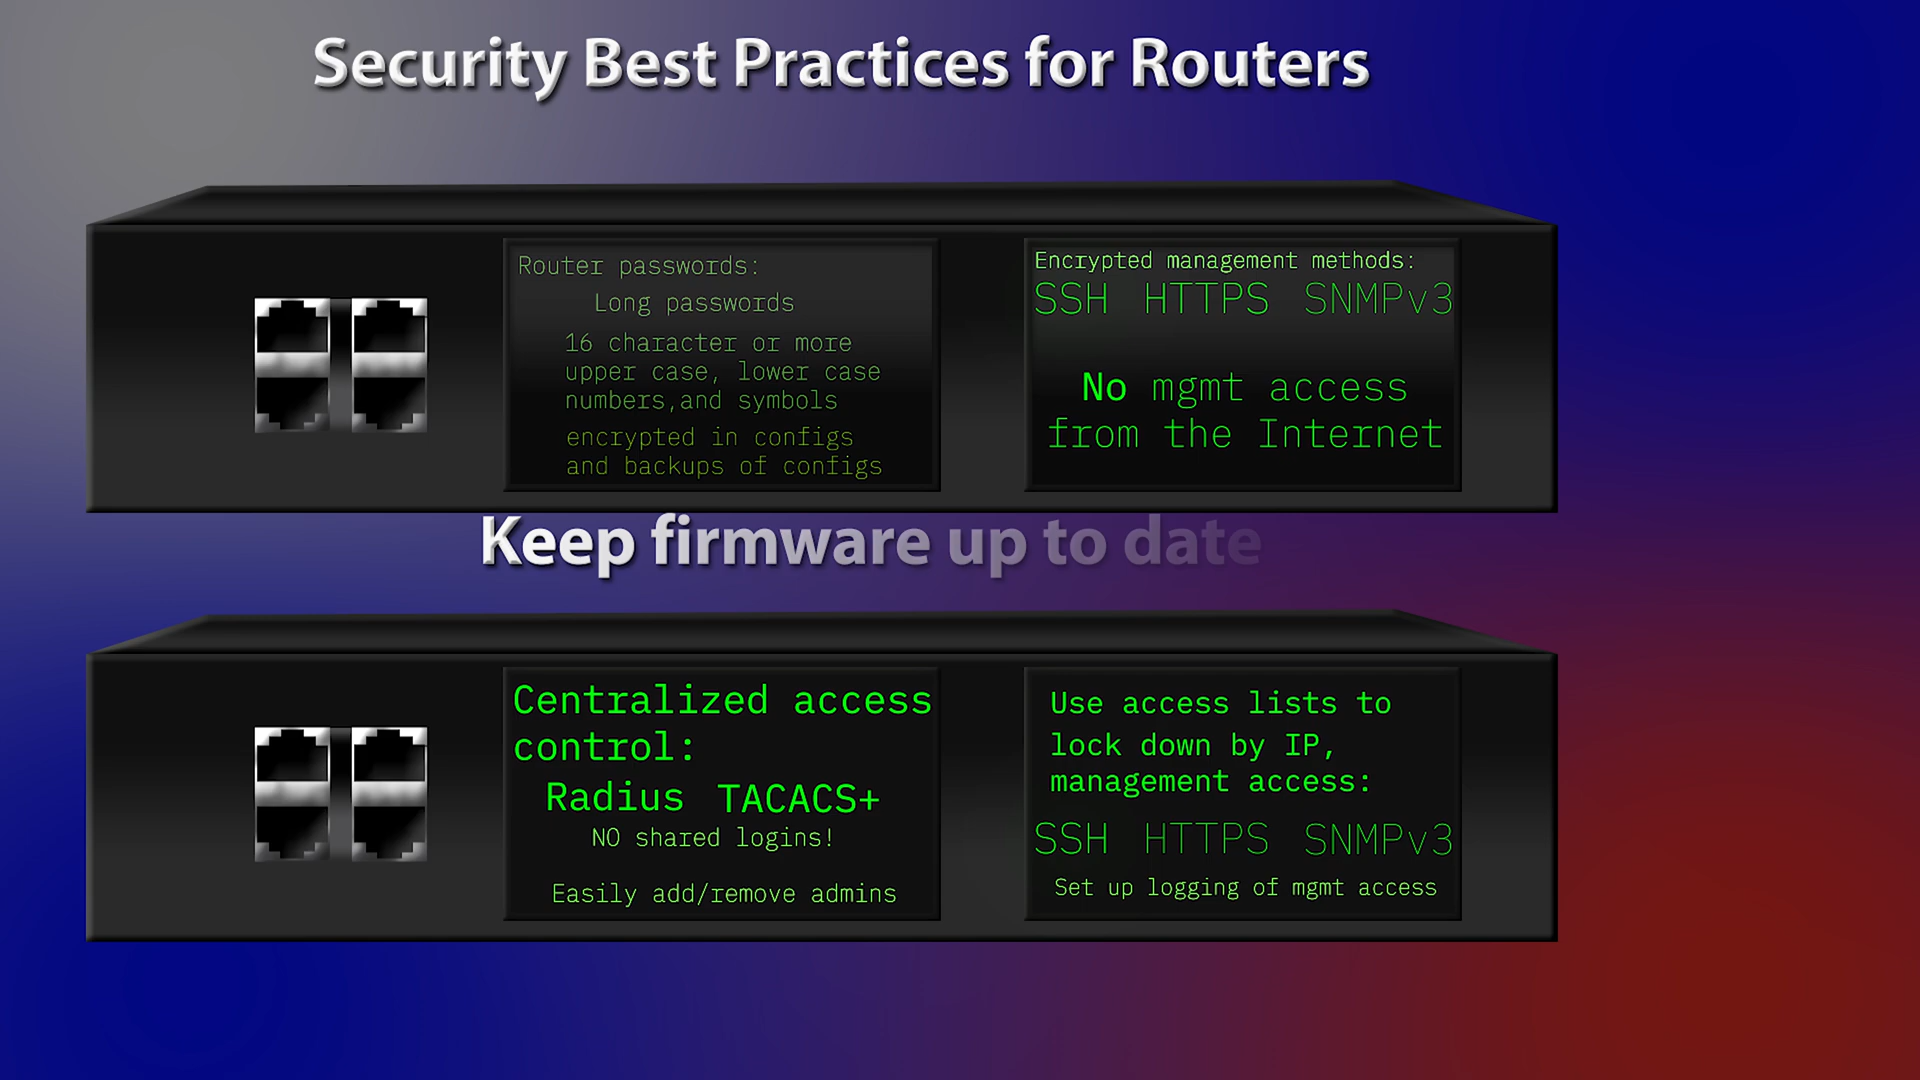 Security Best Practices for Routers
Router passwords:
Long passwords
16 character or more
upper case, lower case
numbers,and symbols
encrypted in configs
and backups of configs
Encrypted management methods:
SSH HTTPS SNMPv3
No mgmt access
from the Internet
Keep firmware up to date
Centralized access
control:
Radius TACACS+
NO shared logins!
Easily add/remove admins
Use access lists to
lock down by IP,
management access:
SSH HTTPS SNMPv3
Set up logging of mgmt access